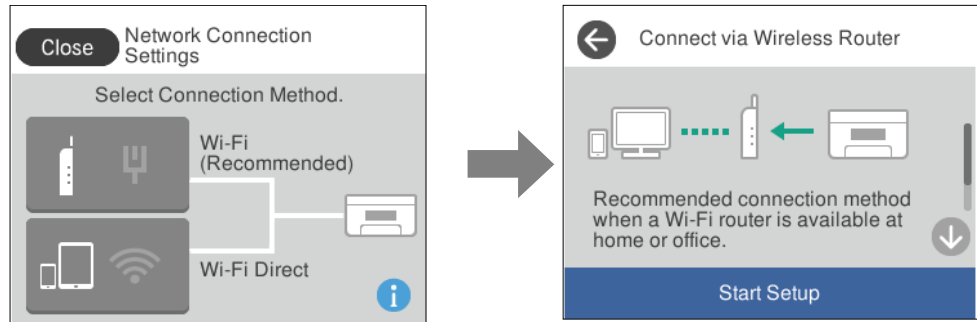 Close
Network Connection
Settings
Select Connection Method.
Wi-Fi
(Recommended)
Wi-Fi Direct
i
Connect via Wireless Router
Recommended connection method
when a Wi-Fi router is available at
home or office.
Start Setup